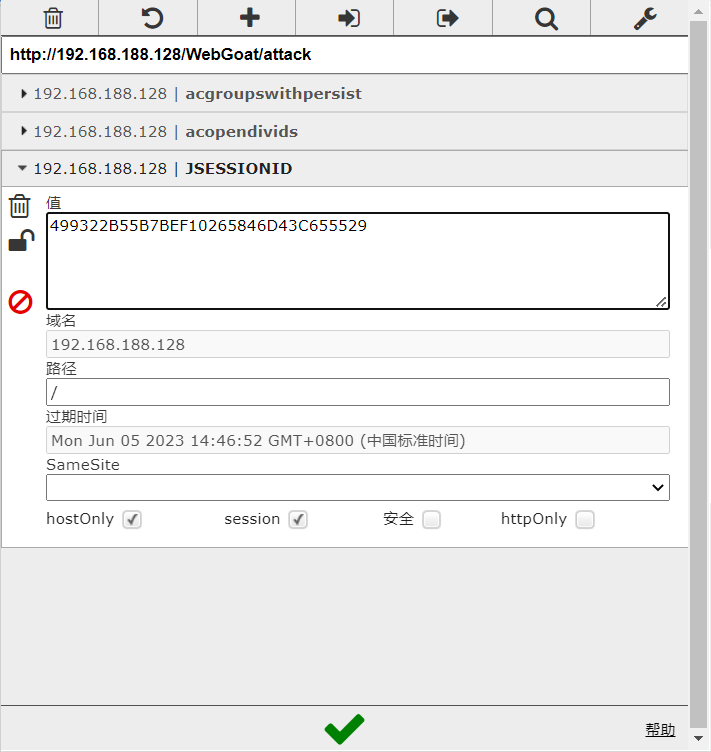 http://192.168.188.128/WebGoat/attack
192.168.188.128 | acgroupswithpersist
192.168.188.128 | acopendivids
192.168.188.128 | JSESSIONID
值
499322B55B7BEF10265846D43C655529
域名
192.168.188.128
路径
/
过期时间
Mon Jun 05 2023 14:46:52 GMT+0800 (中国标准时间)
SameSite
hostOnly session 安全 httpOnly
帮助